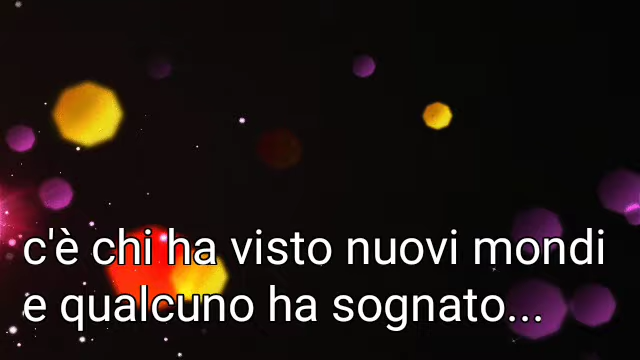 c'è chi ha visto nuovi mondi
e qualcuno ha sognato...